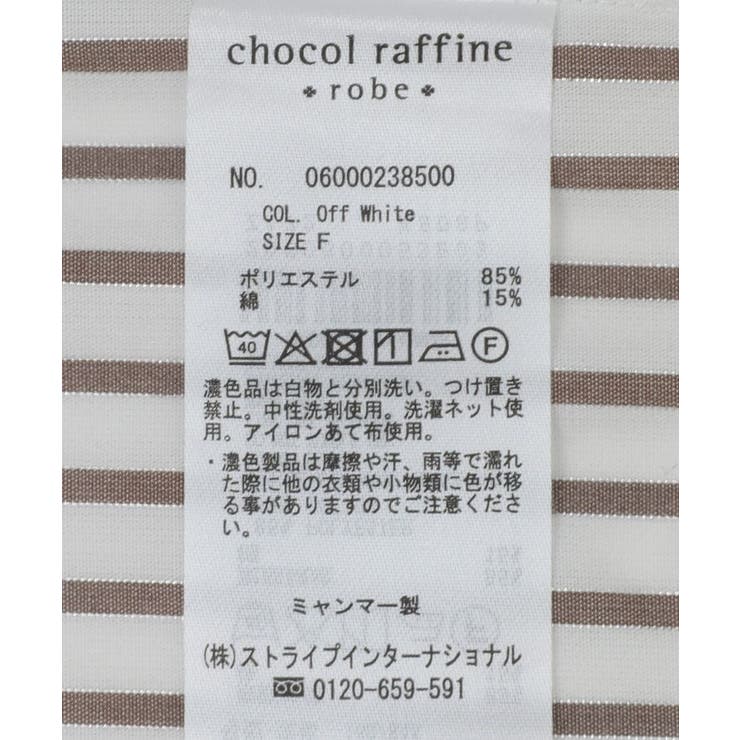 chocol raffine
robe
NO. 06000238500
COL. Off White
SIZE F
ポリエステル 85%
綿 15%
40 F
濃色品は白物と分別洗い。つけ置き
禁止。中性洗剤使用。洗濯ネット使
用。アイロンあて布使用。
・濃色製品は摩擦や汗、雨等で濡れ
た際に他の衣類や小物類に色が移
る事がありますのでご注意くださ
い。
ミャンマー製
(株)ストライプインターナショナル
0120-659-591